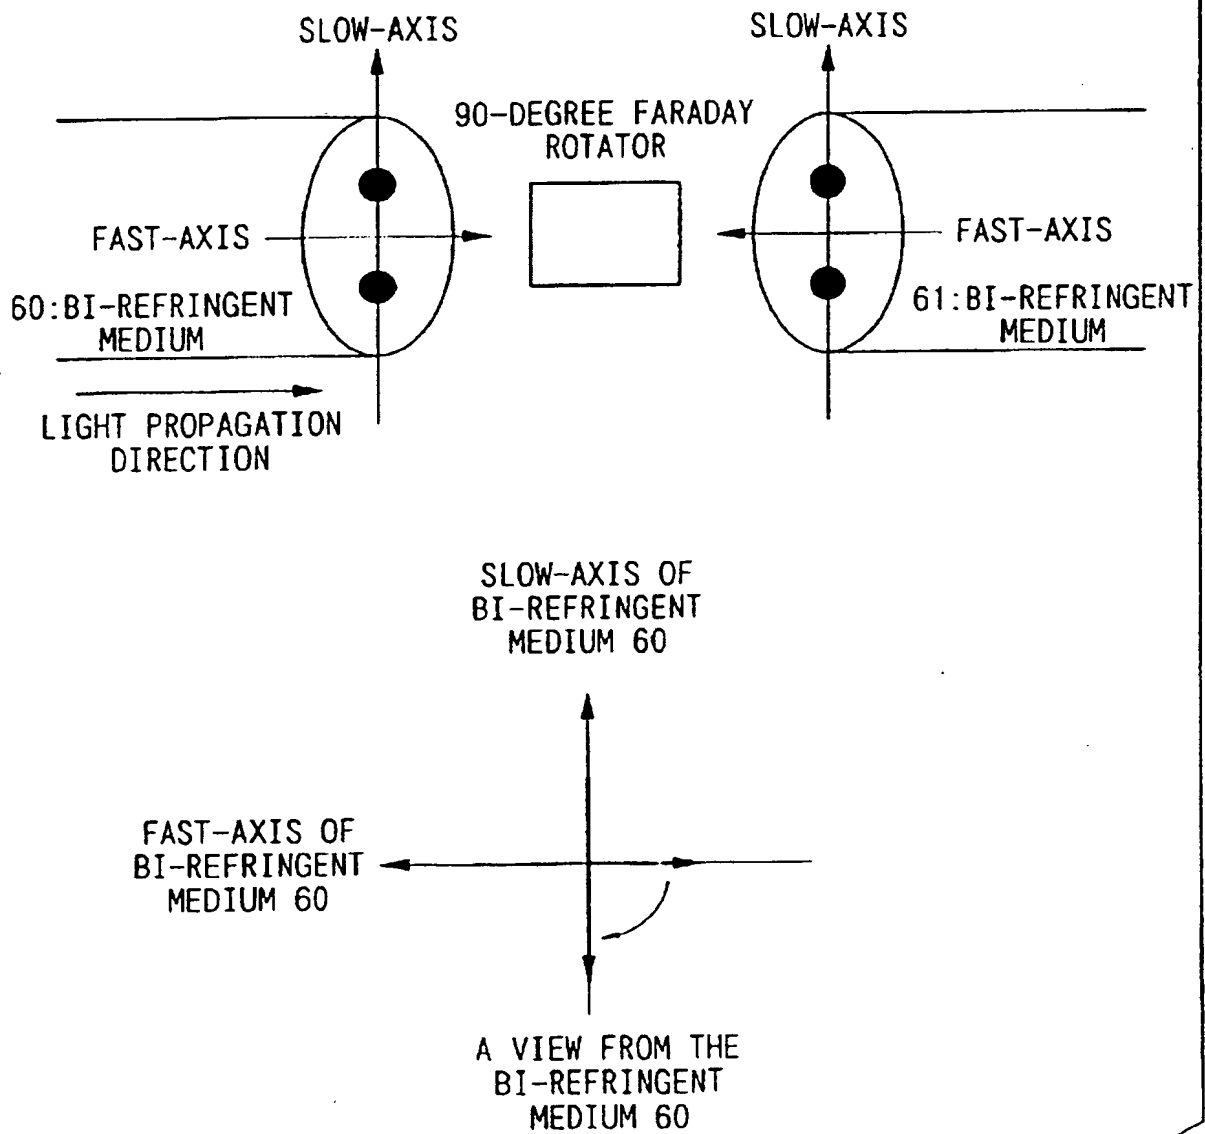 SLOW-AXIS
SLOW-AXIS
90-DEGREE FARADAY
ROTATOR
FAST-AXIS
FAST-AXIS
60:BI-REFRINGENT
MEDIUM
61:BI-REFRINGENT
MEDIUM
LIGHT PROPAGATION
DIRECTION
SLOW-AXIS OF
BI-REFRINGENT
MEDIUM 60
FAST-AXIS OF
BI-REFRINGENT
MEDIUM 60
A VIEW FROM THE
BI-REFRINGENT
MEDIUM 60